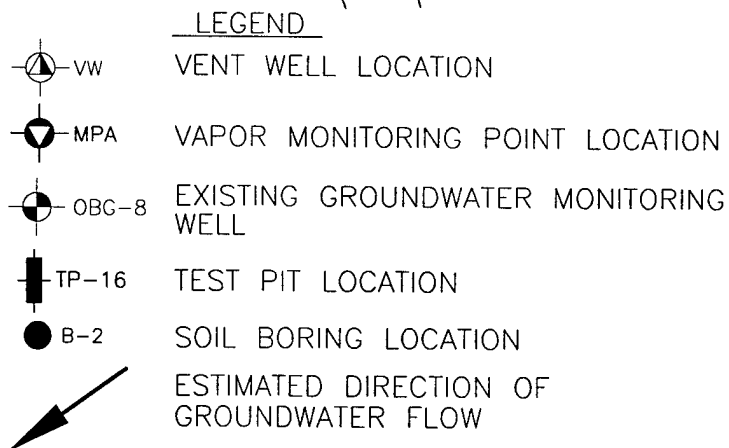 LEGEND
VW VENT WELL LOCATION
MPA VAPOR MONITORING POINT LOCATION
OBG-8 EXISTING GROUNDWATER MONITORING
WELL
TP-16 TEST PIT LOCATION
B-2 SOIL BORING LOCATION
ESTIMATED DIRECTION OF
GROUNDWATER FLOW